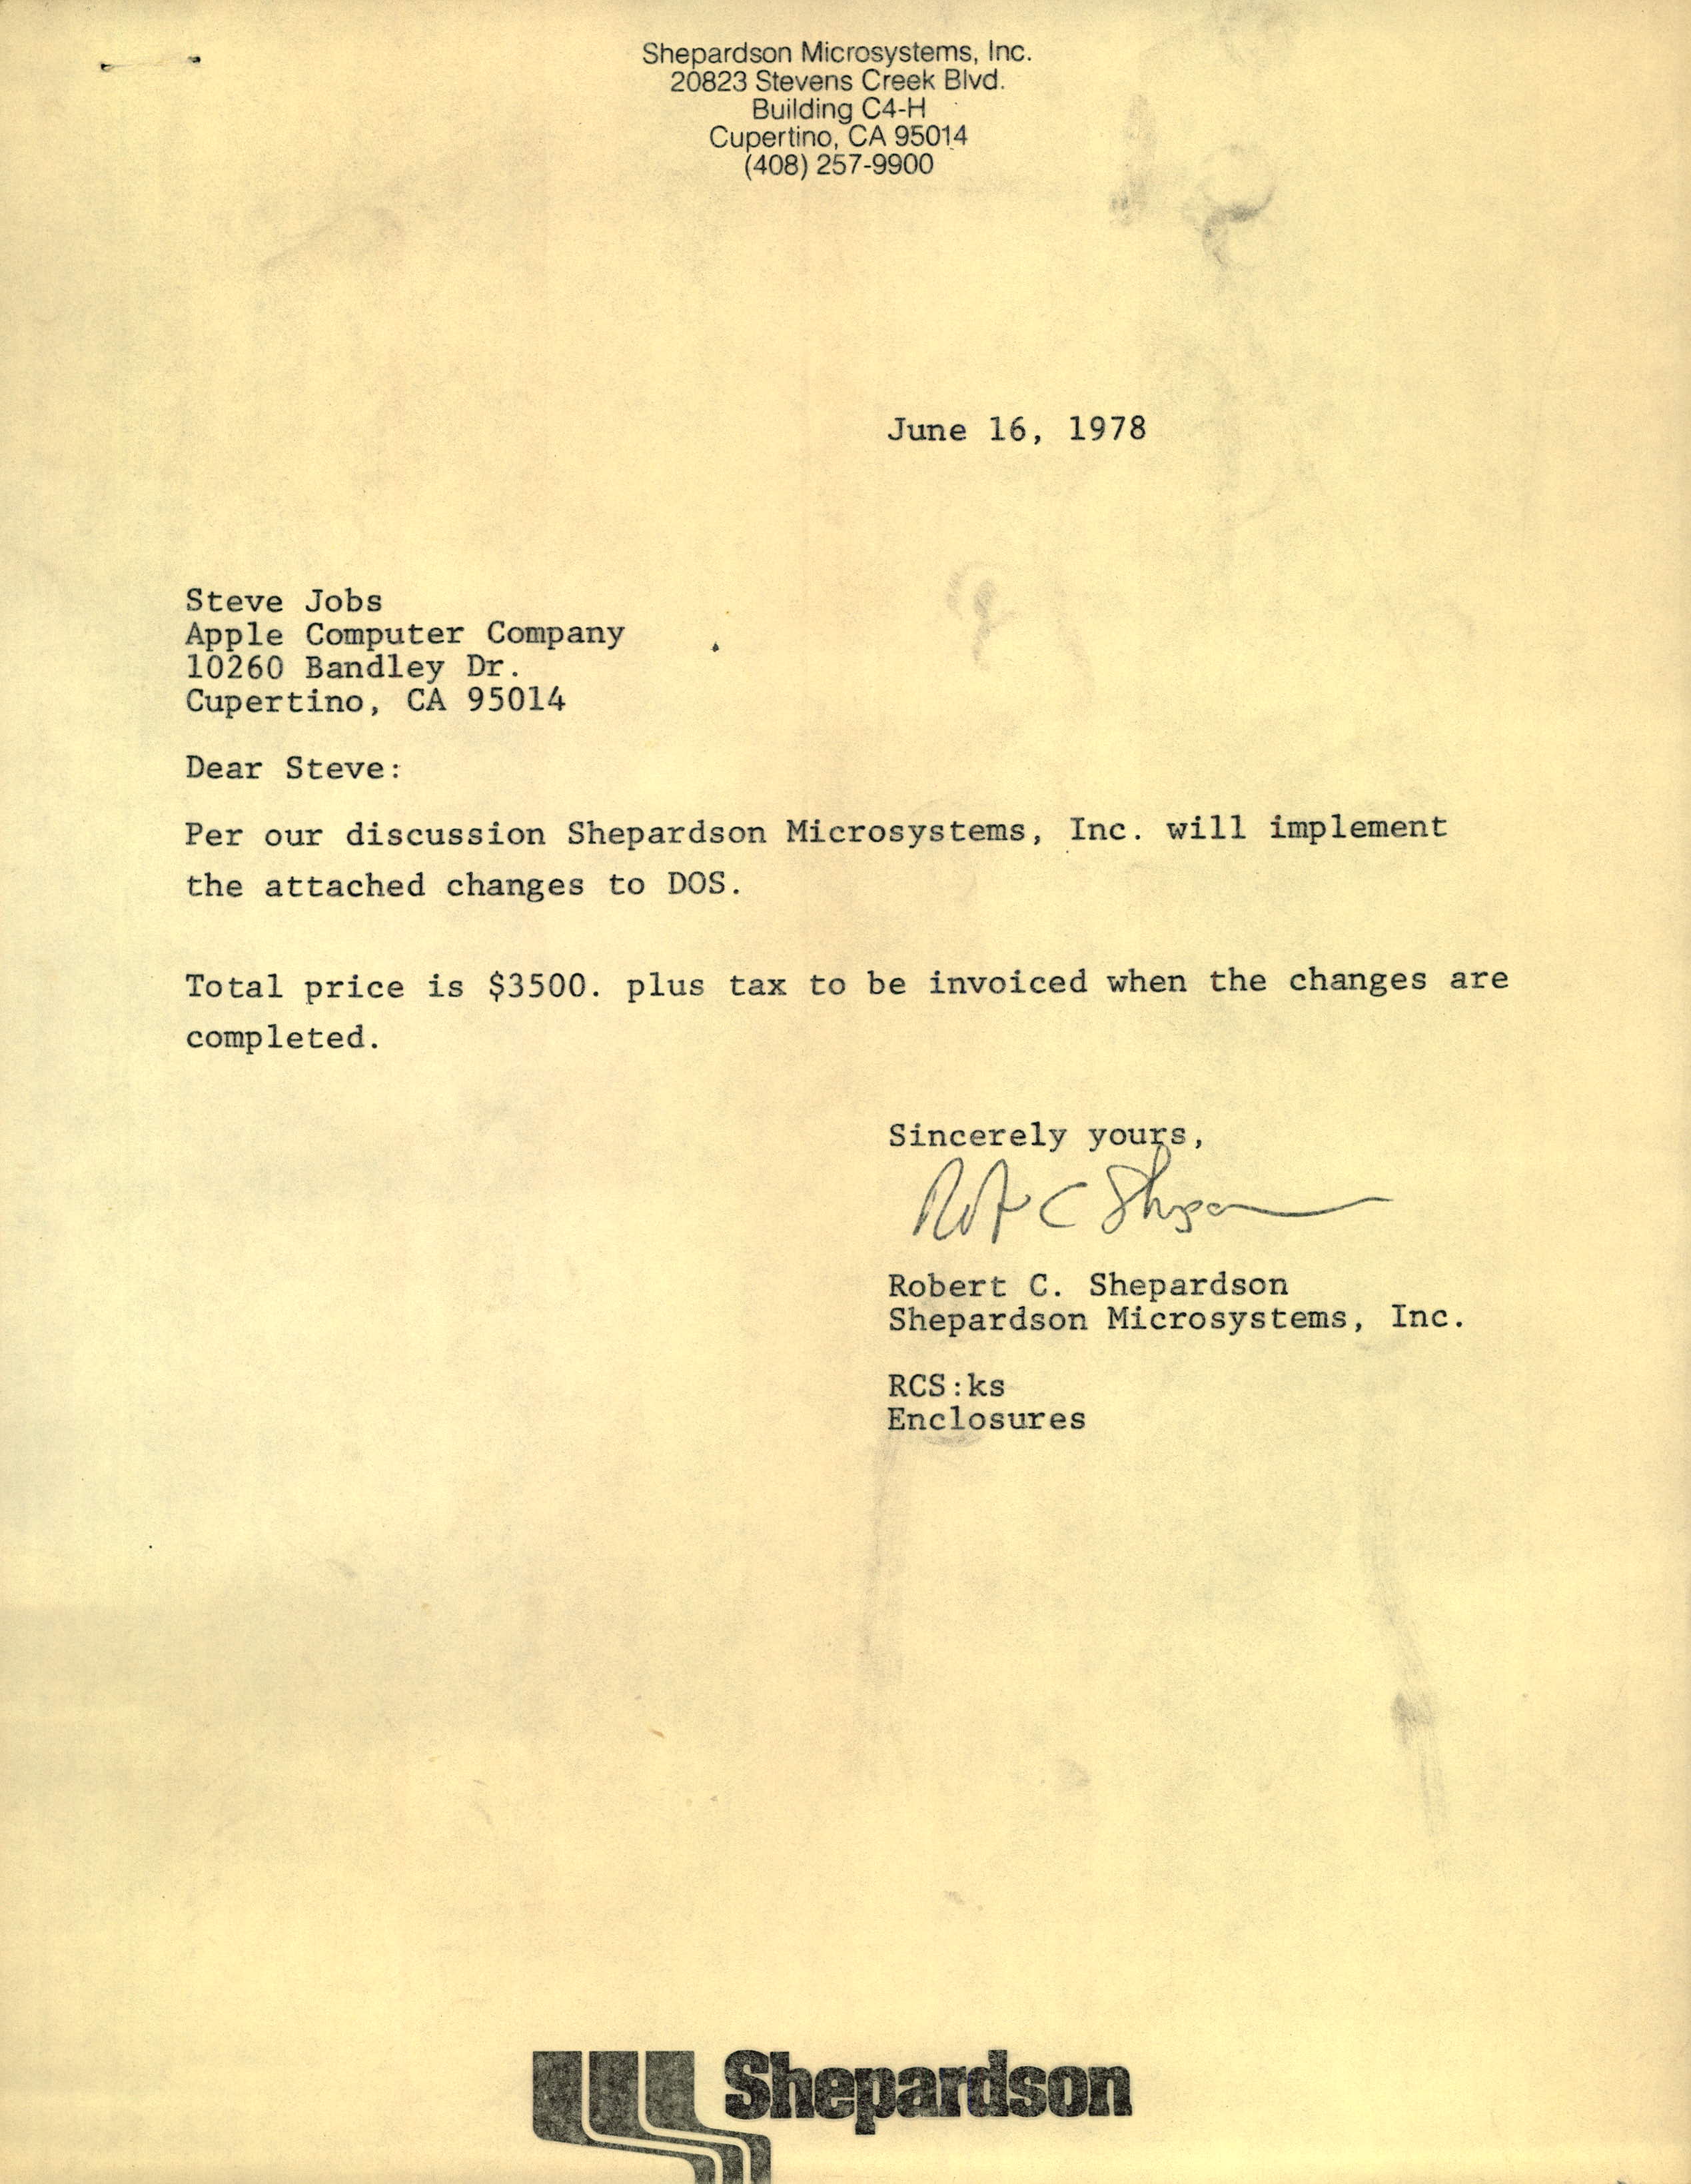 Shepardson Microsystems, Inc.
20823 Stevens Creek Blvd.
Building C4-H
Cupertino, CA 95014
(408) 257-9900
June 16, 1978
Steve Jobs
Apple Computer Company
10260 Bandley Dr.
Cupertino, CA 95014
Dear Steve:
Per our discussion Shepardson Microsystems, Inc. will implement
the attached changes to DOS.
Total price is $3500. plus tax to be invoiced when the changes are
completed.
Sincerely yours,
Robert C. Shepardson
Shepardson Microsystems, Inc.
RCS:ks
Enclosures
Shepardson